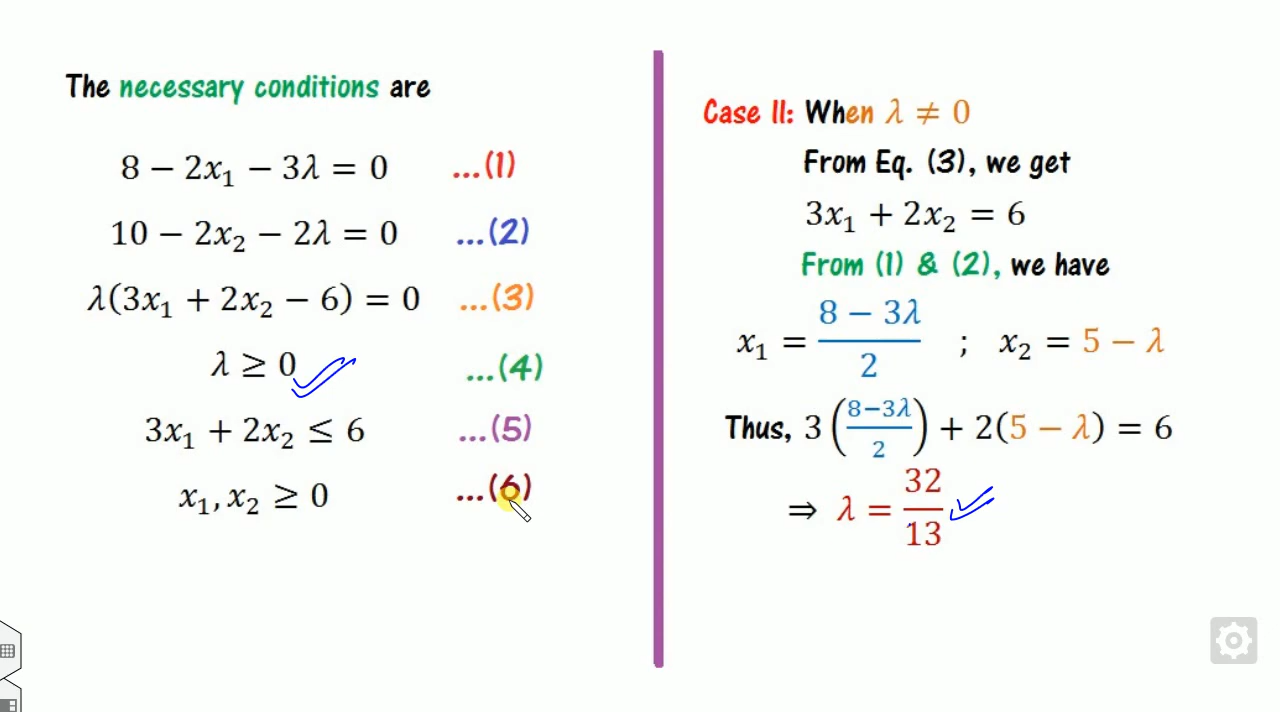 The necessary conditions are
8 − 2x₁ − 3λ = 0 ...(1)
10 − 2x₂ − 2λ = 0 ...(2)
λ(3x₁ + 2x₂ − 6) = 0 ...(3)
λ ≥ 0 ...(4)
3x₁ + 2x₂ ≤ 6 ...(5)
x₁, x₂ ≥ 0 ...(6)
Case II: When λ ≠ 0
From Eq. (3), we get
3x₁ + 2x₂ = 6
From (1) & (2), we have
x₁ = (8 − 3λ)/2 ; x₂ = 5 − λ
Thus, 3((8−3λ)/2) + 2(5 − λ) = 6
⇒ λ = 32/13